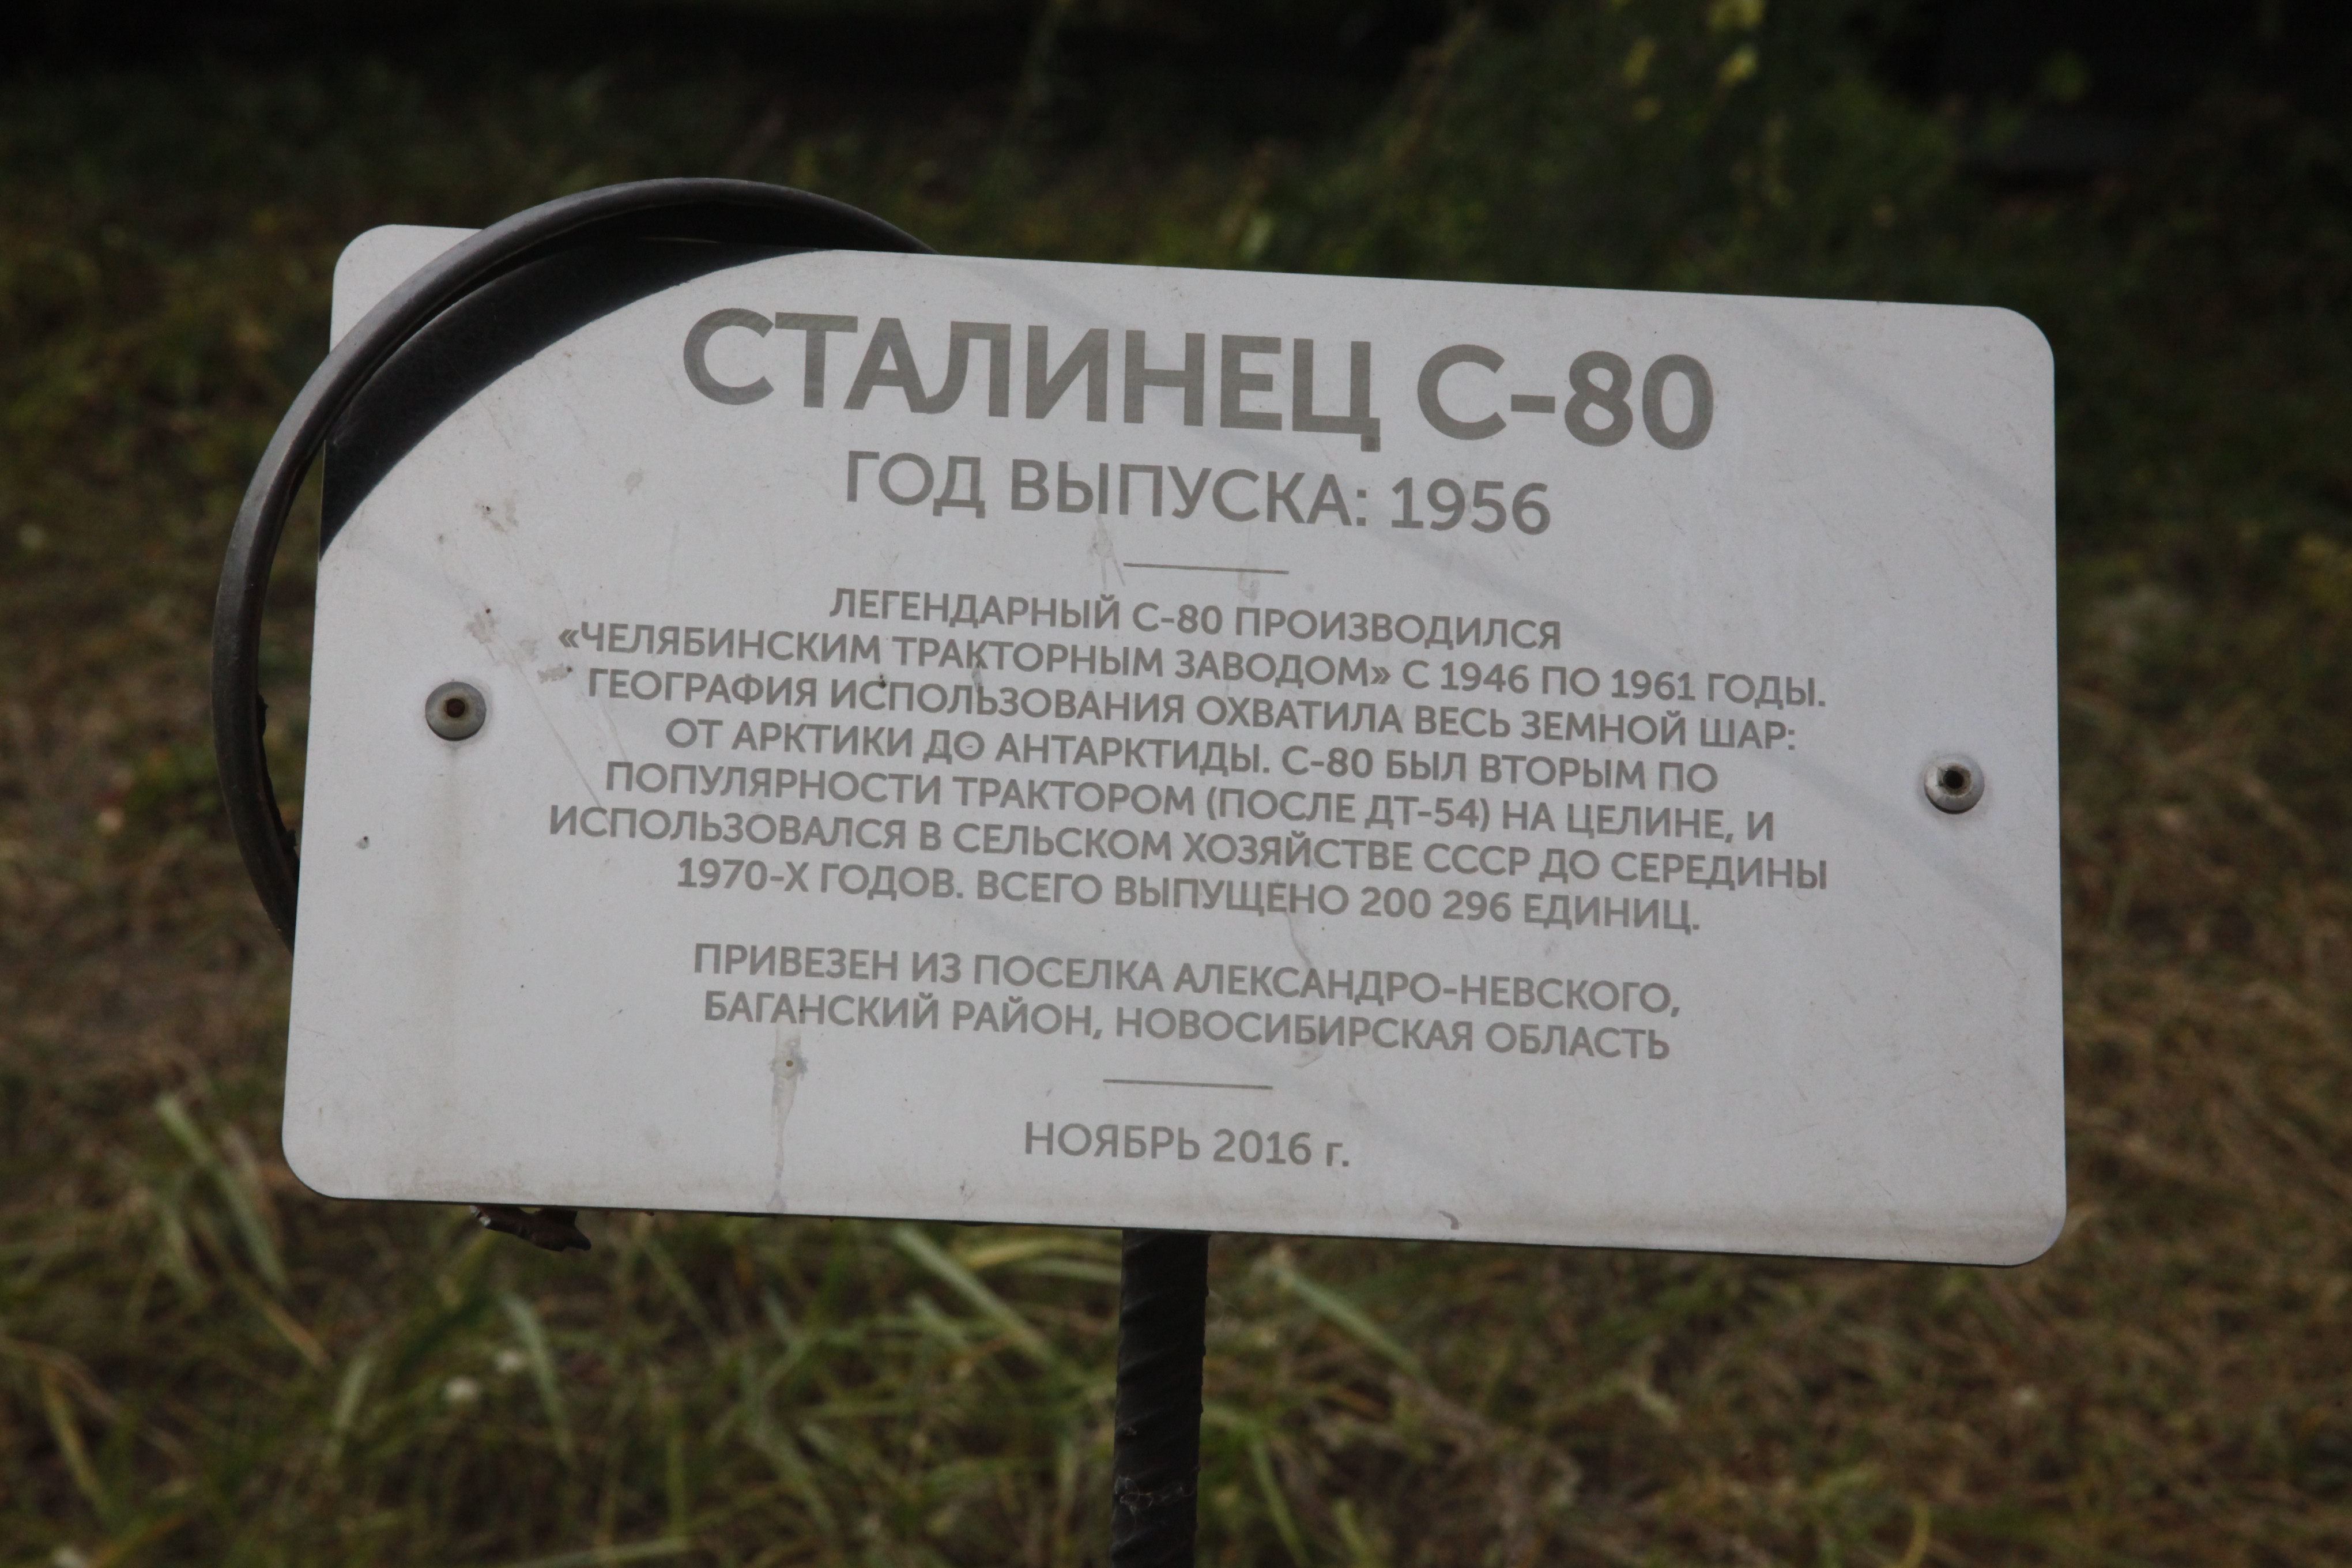 СТАЛИНЕЦ С-80
ГОД ВЫПУСКА: 1956
ЛЕГЕНДАРНЫЙ С-80 ПРОИЗВОДИЛСЯ
«ЧЕЛЯБИНСКИМ ТРАКТОРНЫМ ЗАВОДОМ» С 1946 ПО 1961 ГОДЫ.
ГЕОГРАФИЯ ИСПОЛЬЗОВАНИЯ ОХВАТИЛА ВЕСЬ ЗЕМНОЙ ШАР:
ОТ АРКТИКИ ДО АНТАРКТИДЫ. С-80 БЫЛ ВТОРЫМ ПО
ПОПУЛЯРНОСТИ ТРАКТОРОМ (ПОСЛЕ ДТ-54) НА ЦЕЛИНЕ, И
ИСПОЛЬЗОВАЛСЯ В СЕЛЬСКОМ ХОЗЯЙСТВЕ СССР ДО СЕРЕДИНЫ
1970-Х ГОДОВ. ВСЕГО ВЫПУЩЕНО 200 296 ЕДИНИЦ.
ПРИВЕЗЕН ИЗ ПОСЕЛКА АЛЕКСАНДРО-НЕВСКОГО,
БАГАНСКИЙ РАЙОН, НОВОСИБИРСКАЯ ОБЛАСТЬ
НОЯБРЬ 2016 г.